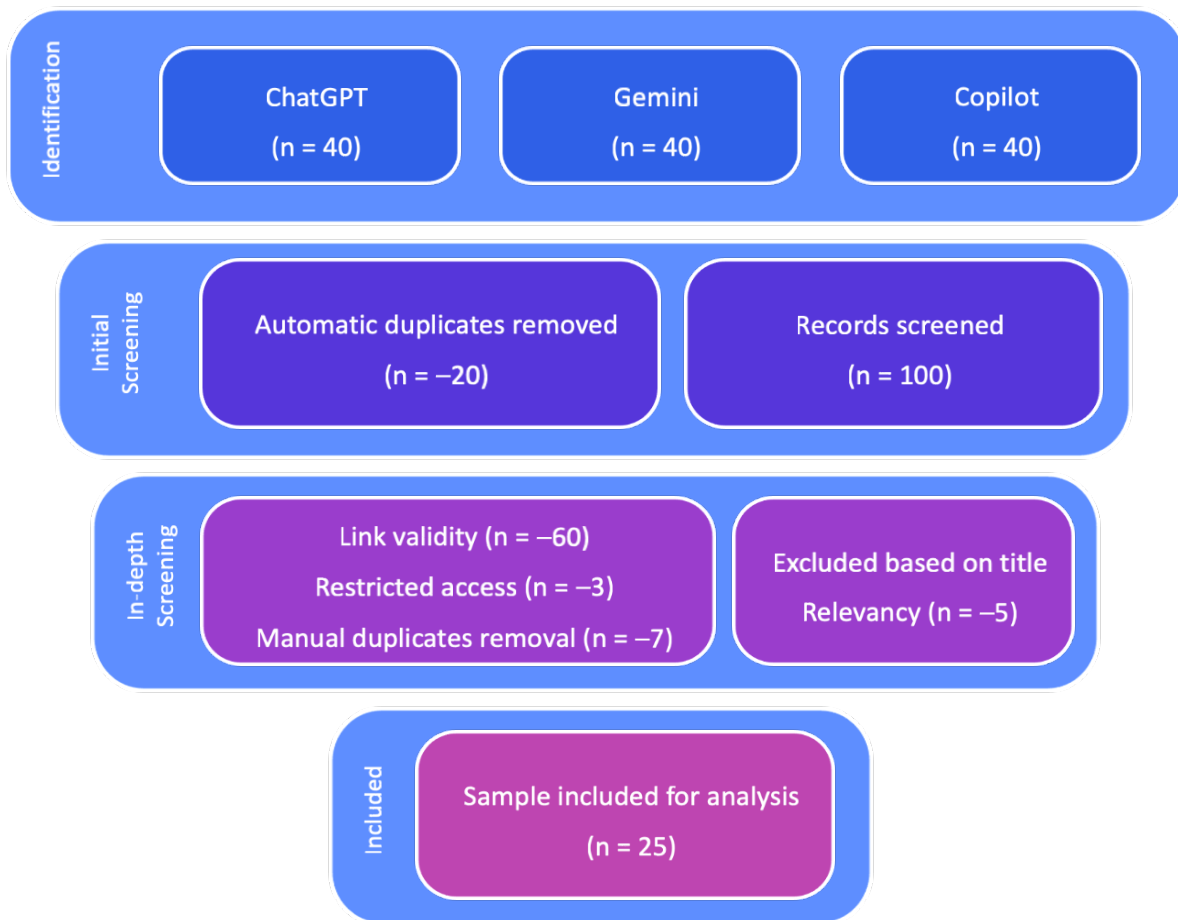 Identification
ChatGPT
(n = 40)
Gemini
(n = 40)
Copilot
(n = 40)
Initial
Screening
Automatic duplicates removed
(n = –20)
Records screened
(n = 100)
In-depth
Screening
Link validity (n = –60)
Restricted access (n = –3)
Manual duplicates removal (n = –7)
Excluded based on title
Relevancy (n = –5)
Included
Sample included for analysis
(n = 25)